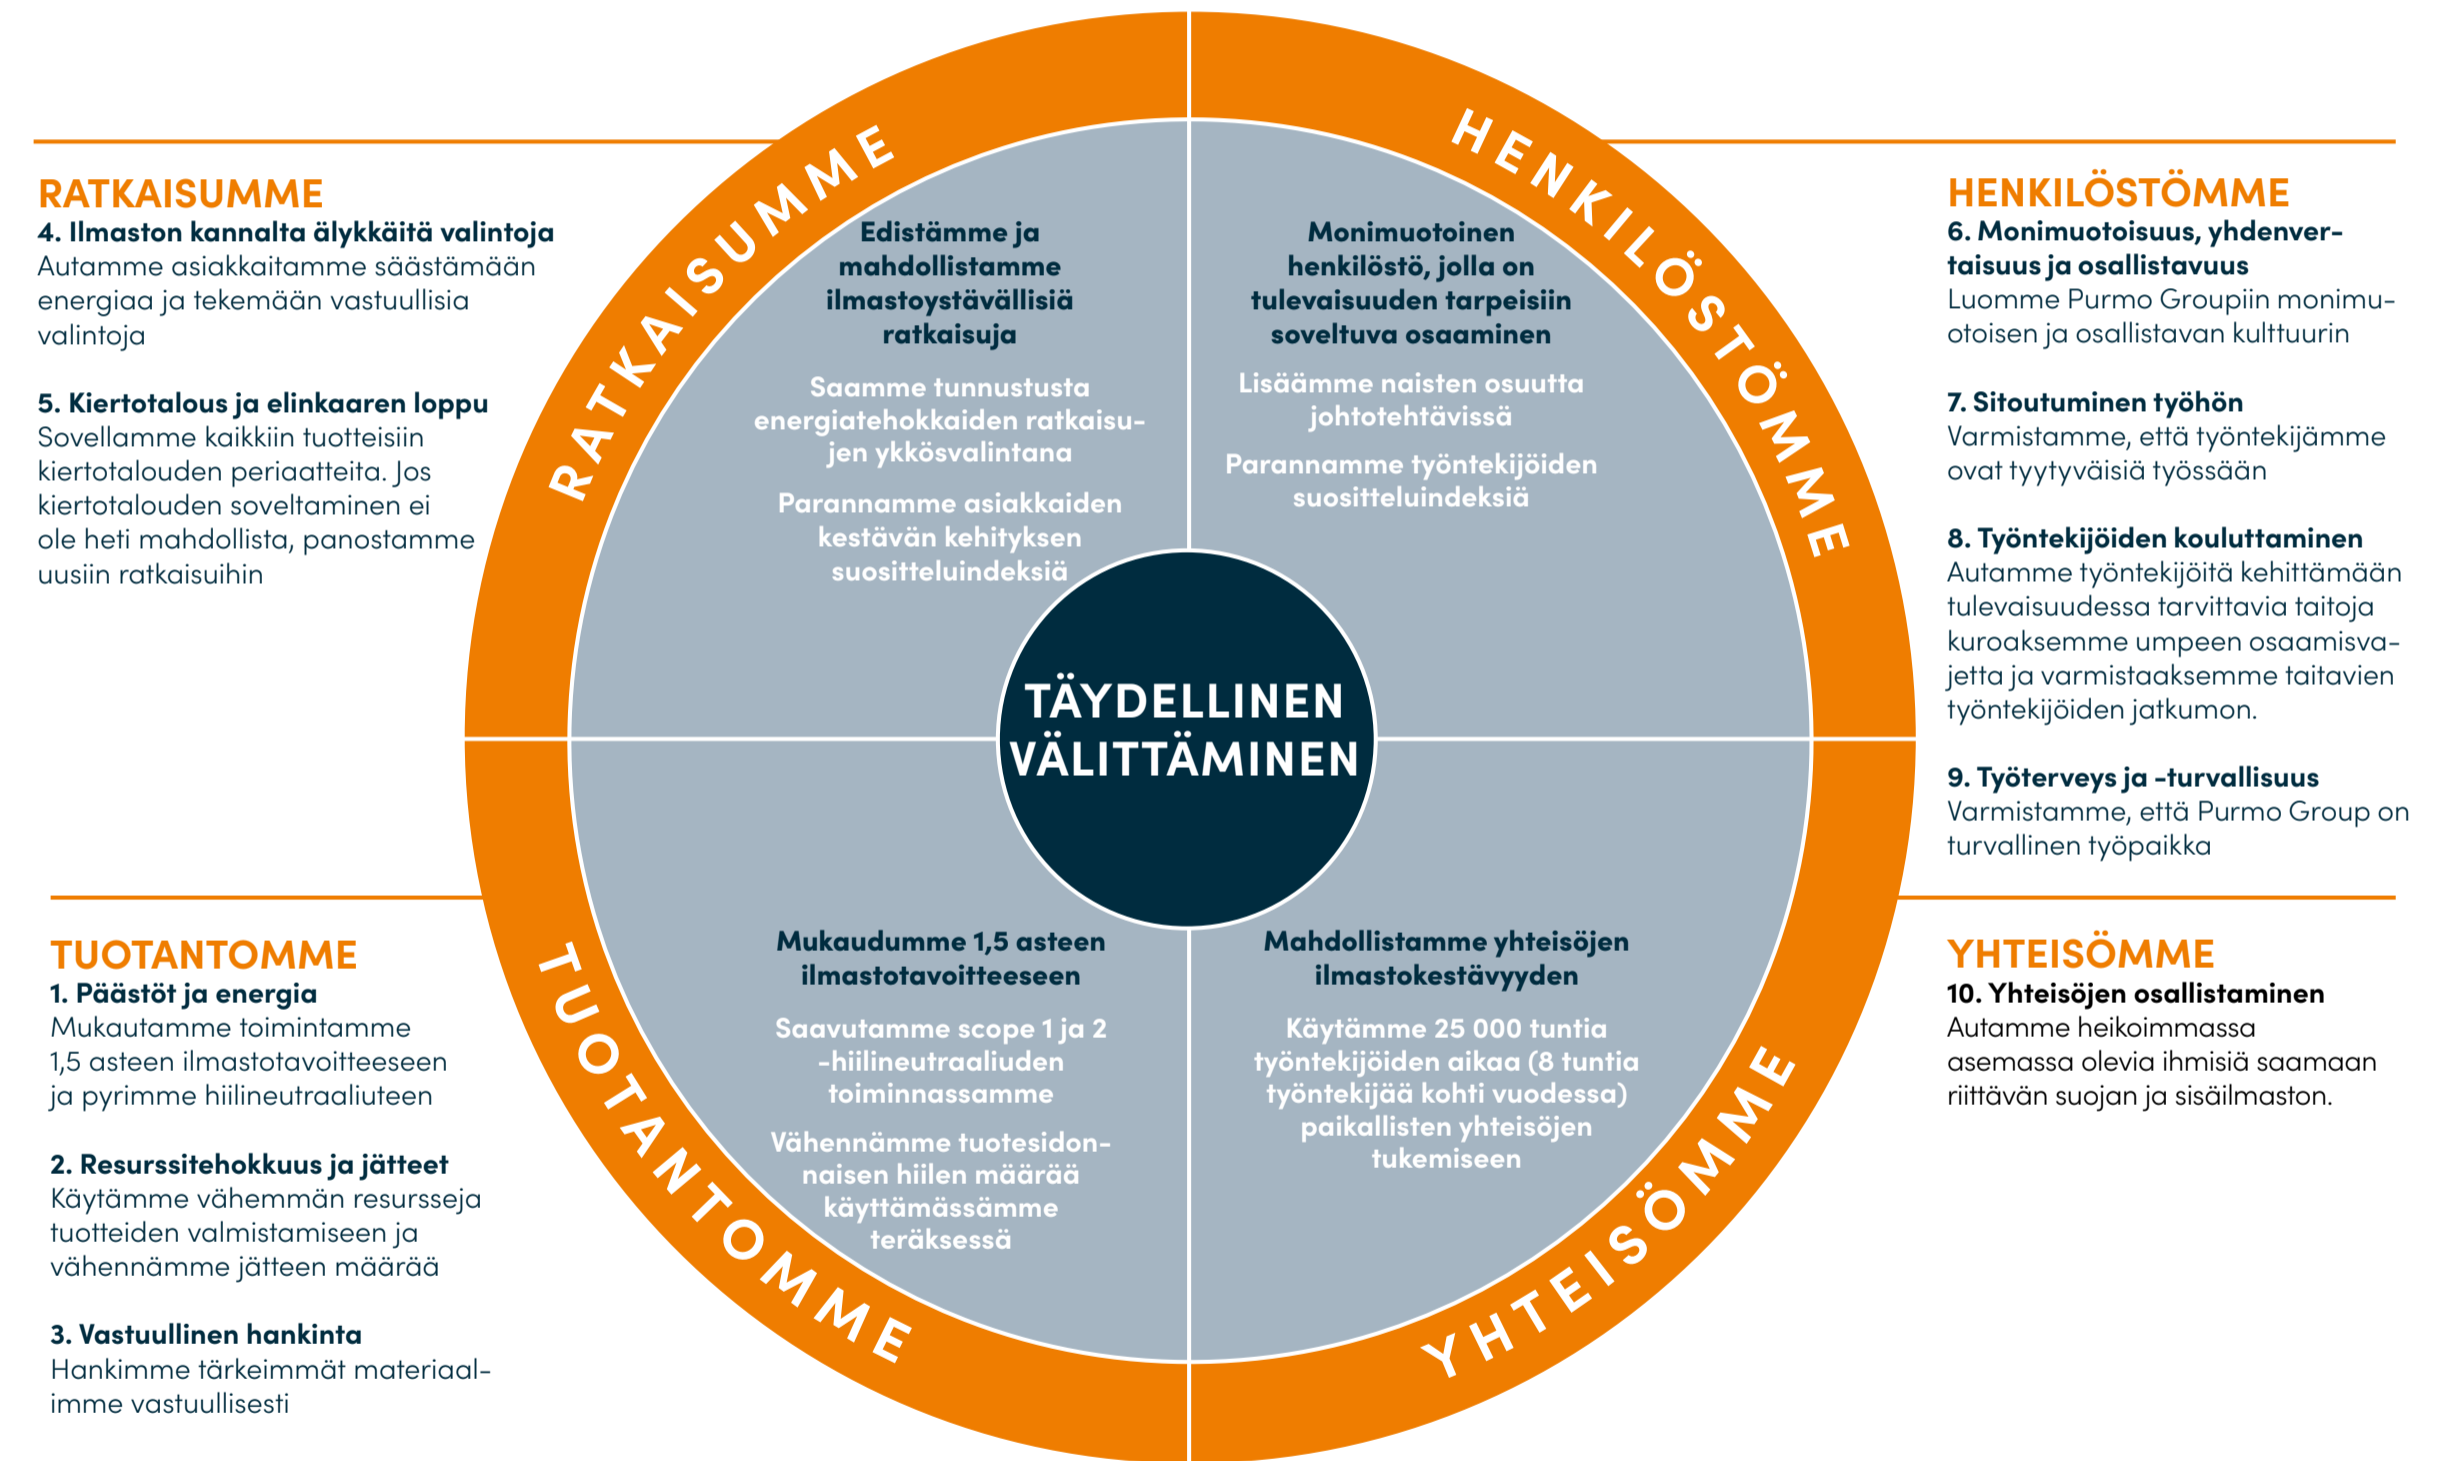 RATKAISUMME
4. Ilmaston kannalta älykkäitä valintoja
Autamme asiakkaitamme säästämään
energiaa ja tekemään vastuullisia
valintoja
5. Kiertotalous ja elinkaaren loppu
Sovellamme kaikkiin tuotteisiin
kiertotalouden periaatteita. Jos
kiertotalouden soveltaminen ei
ole heti mahdollista, panostamme
uusiin ratkaisuihin
TUOTANTOMME
1. Päästöt ja energia
Mukautamme toimintamme
1,5 asteen ilmastotavoitteeseen
ja pyrimme hiilineutraaliuteen
2. Resurssitehokkuus ja jätteet
Käytämme vähemmän resursseja
tuotteiden valmistamiseen ja
vähennämme jätteen määrää
3. Vastuullinen hankinta
Hankimme tärkeimmät materiaal-
imme vastuullisesti
RATKAISUMME
Edistämme ja
mahdollistamme
ilmastoystävällisiä
ratkaisuja
Saamme tunnustusta
energiatehokkaiden ratkaisu-
jen ykkösvalintana
Parannamme asiakkaiden
kestävän kehityksen
suositteluindeksiä
HENKILÖSTÖMME
Monimuotoinen
henkilöstö, jolla on
tulevaisuuden tarpeisiin
soveltuva osaaminen
Lisäämme naisten osuutta
johtotehtävissä
Parannamme työntekijöiden
suositteluindeksiä
TÄYDELLINEN
VÄLITTÄMINEN
TUOTANTOMME
Mukaudumme 1,5 asteen
ilmastotavoitteeseen
Saavutamme scope 1 ja 2
-hiilineutraaliuden
toiminnassamme
Vähennämme tuotesidon-
naisen hiilen määrää
käyttämässämme
teräksessä
YHTEISÖMME
Mahdollistamme yhteisöjen
ilmastokestävyyden
Käytämme 25 000 tuntia
työntekijöiden aikaa (8 tuntia
työntekijää kohti vuodessa)
paikallisten yhteisöjen
tukemiseen
HENKILÖSTÖMME
6. Monimuotoisuus, yhdenver-
taisuus ja osallistavuus
Luomme Purmo Groupiin monimu-
otoisen ja osallistavan kulttuurin
7. Sitoutuminen työhön
Varmistamme, että työntekijämme
ovat tyytyväisiä työssään
8. Työntekijöiden kouluttaminen
Autamme työntekijöitä kehittämään
tulevaisuudessa tarvittavia taitoja
kuroaksemme umpeen osaamisva-
jetta ja varmistaaksemme taitavien
työntekijöiden jatkumon.
9. Työterveys ja -turvallisuus
Varmistamme, että Purmo Group on
turvallinen työpaikka
YHTEISÖMME
10. Yhteisöjen osallistaminen
Autamme heikoimmassa
asemassa olevia ihmisiä saamaan
riittävän suojan ja sisäilmaston.